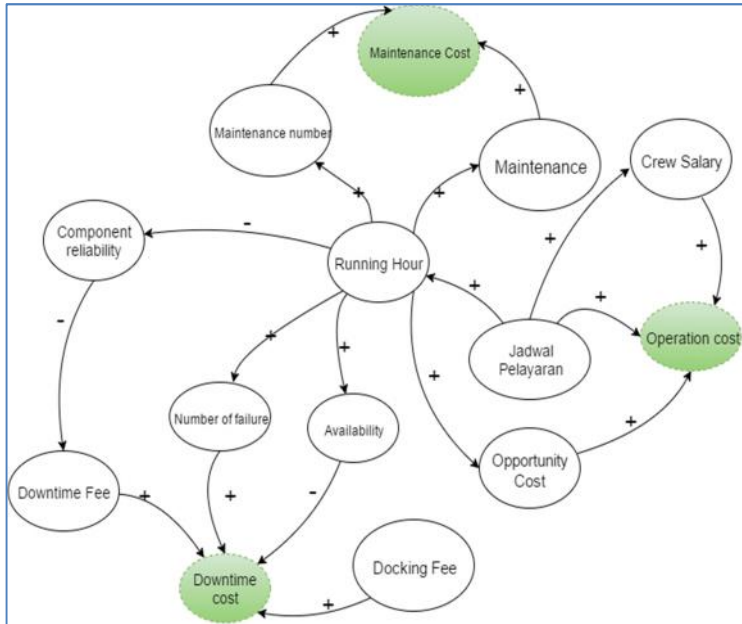 +
Maintenance Cost
+
Maintenance number
Maintenance
Crew Salary
+
+
-
Component
reliability
Running Hour
+
+
+
+
-
+
+
Jadwal
Pelayaran
Operation cost
+
Number of failure
Availability
+
Opportunity
Cost
Downtime Fee
+
+
-
Docking Fee
Downtime
cost
+